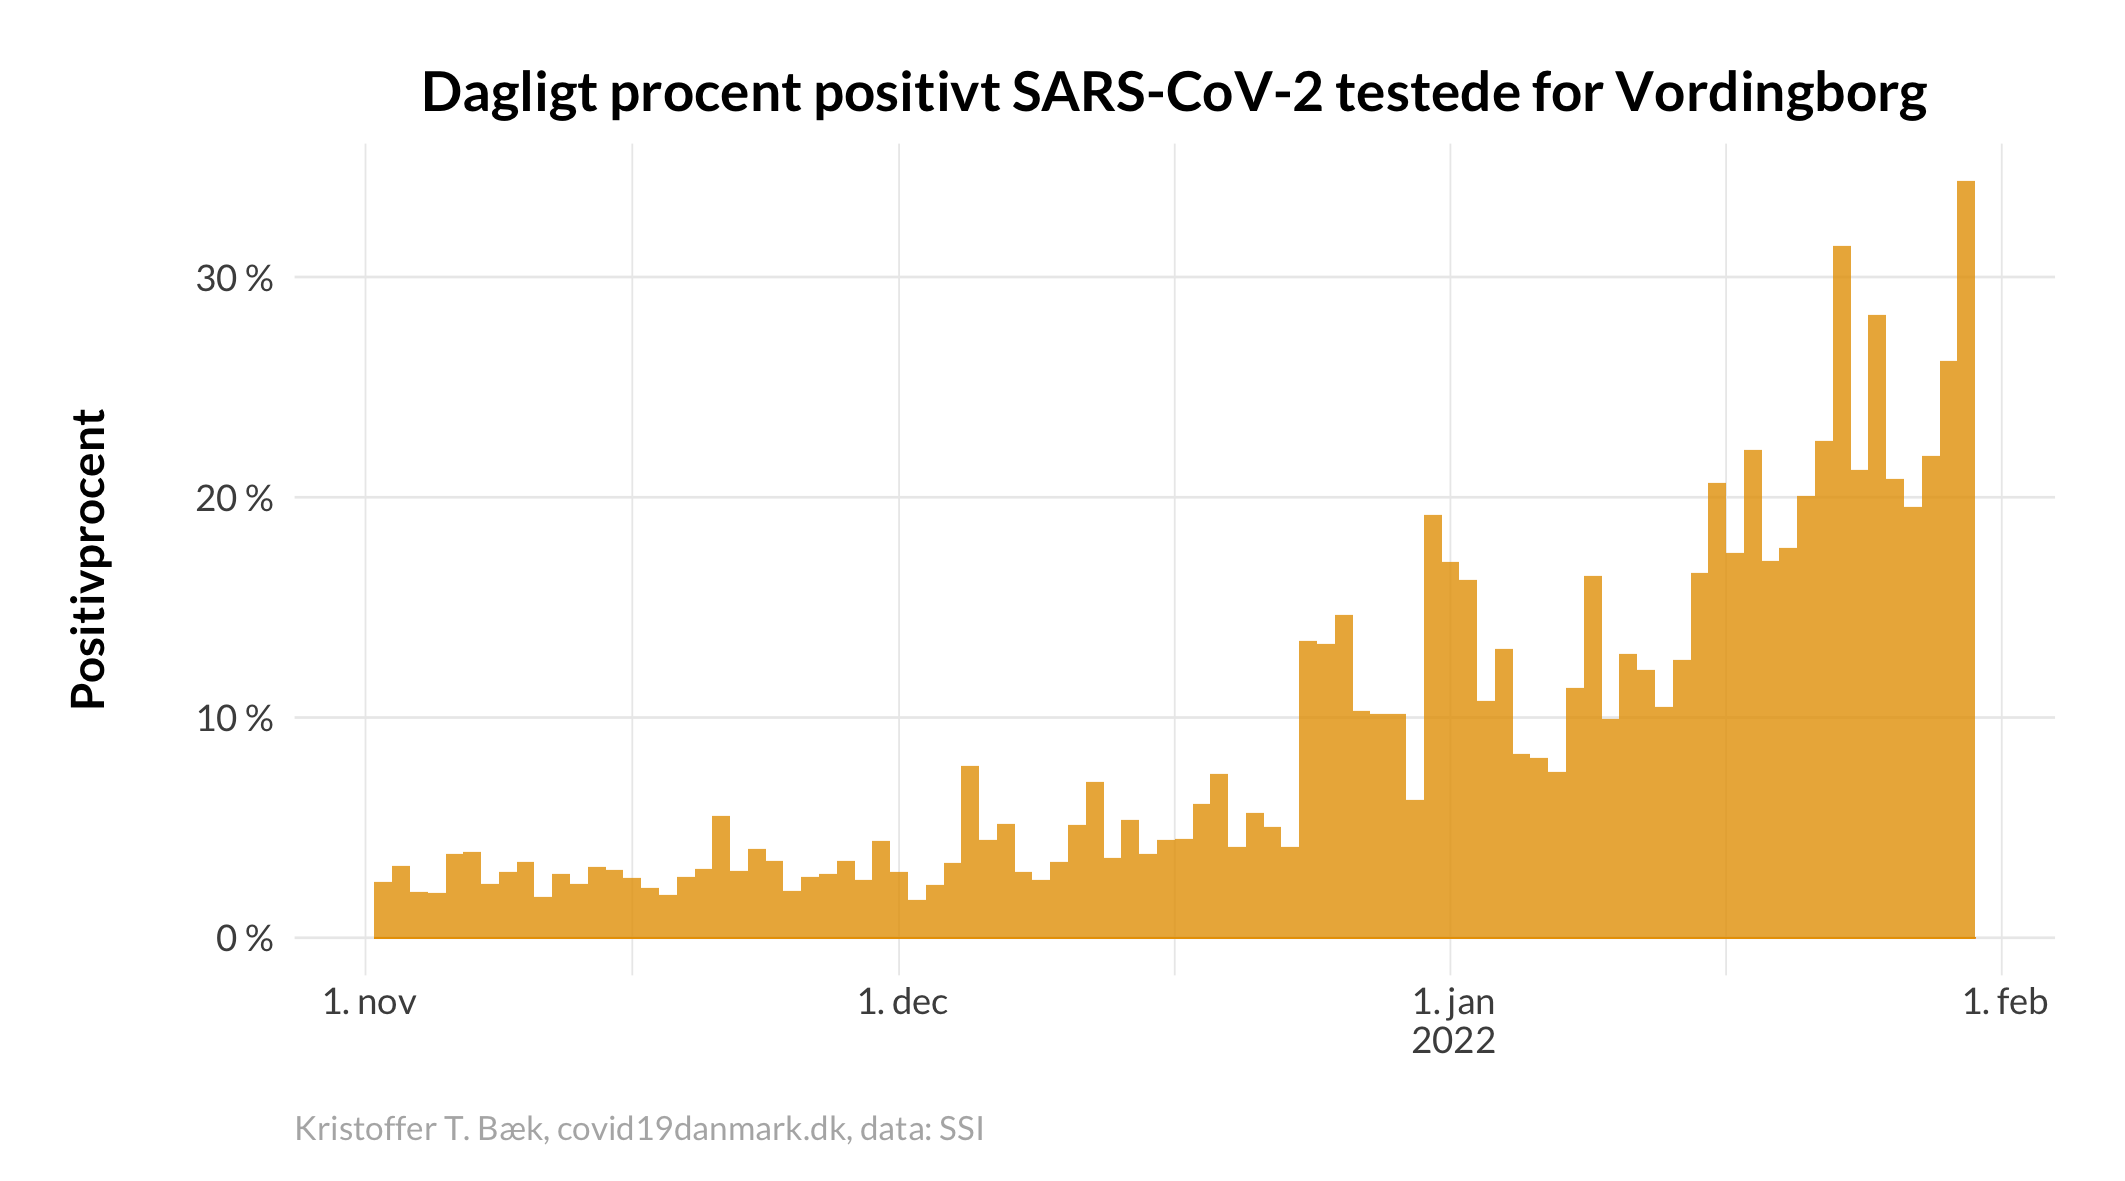 Dagligt procent positivt SARS-CoV-2 testede for Vordingborg
Positivprocent
30 %
20 %
10 %
0 %
1. nov
1. dec
1. jan
2022
1. feb
Kristoffer T. Bæk, covid19danmark.dk, data: SSI